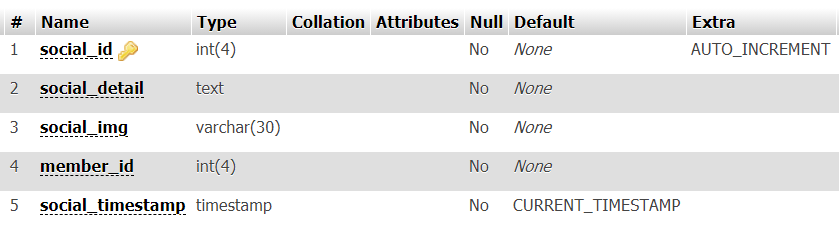 # Name Type Collation Attributes Null Default Extra
1 social_id int(4) No None AUTO_INCREMENT
2 social_detail text No None
3 social_img varchar(30) No None
4 member_id int(4) No None
5 social_timestamp timestamp No CURRENT_TIMESTAMP